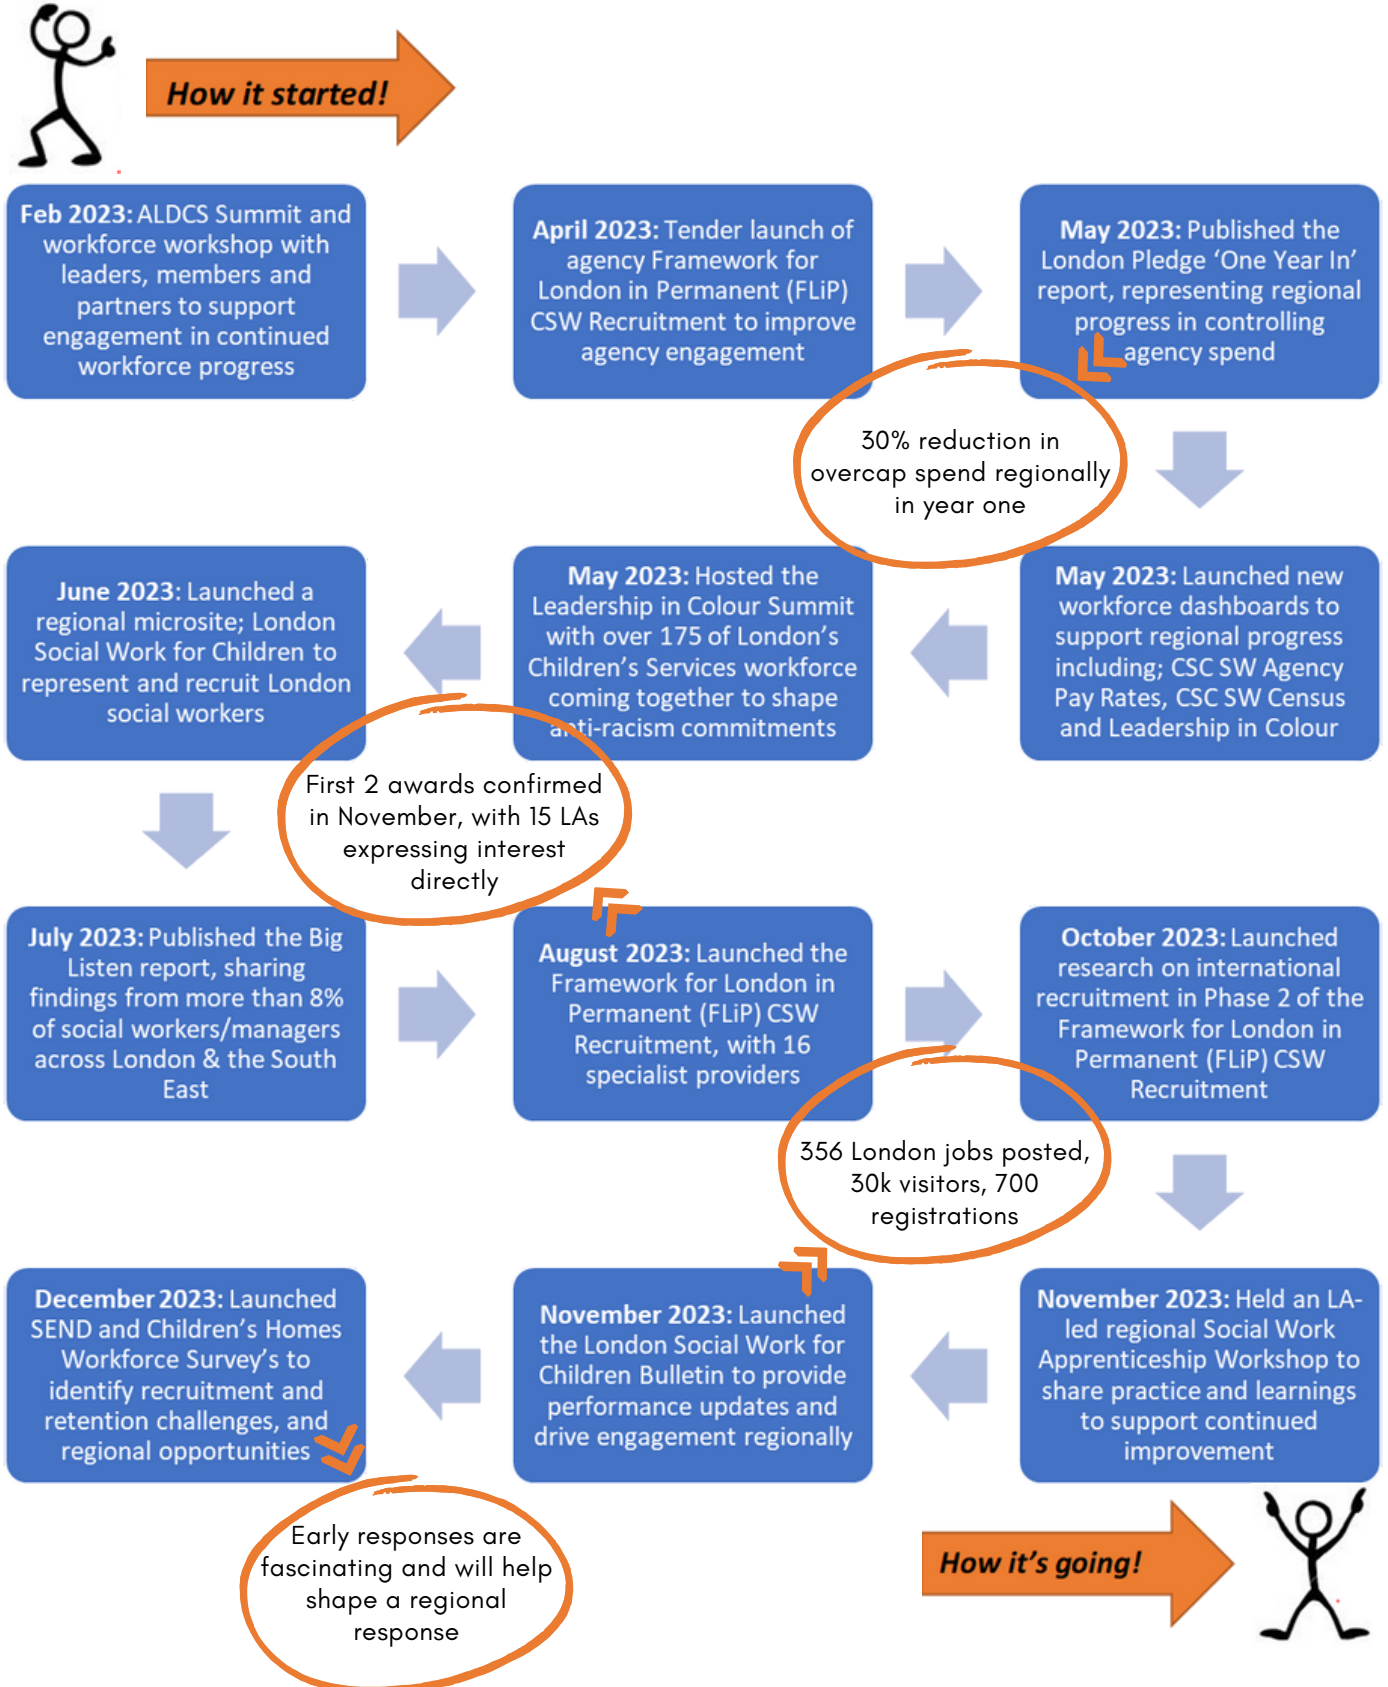 How it started!
Feb 2023: ALDCS Summit and
workforce workshop with
leaders, members and
partners to support
engagement in continued
workforce progress
April 2023: Tender launch of
agency Framework for
London in Permanent (FLiP)
CSW Recruitment to improve
agency engagement
May 2023: Published the
London Pledge ‘One Year In’
report, representing regional
progress in controlling
agency spend
30% reduction in
overcap spend regionally
in year one
May 2023: Launched new
workforce dashboards to
support regional progress
including; CSC SW Agency
Pay Rates, CSC SW Census
and Leadership in Colour
May 2023: Hosted the
Leadership in Colour Summit
with over 175 of London’s
Children’s Services workforce
coming together to shape
anti-racism commitments
June 2023: Launched a
regional microsite; London
Social Work for Children to
represent and recruit London
social workers
First 2 awards confirmed
in November, with 15 LAs
expressing interest
directly
July 2023: Published the Big
Listen report, sharing
findings from more than 8%
of social workers/managers
across London & the South
East
August 2023: Launched the
Framework for London in
Permanent (FLiP) CSW
Recruitment, with 16
specialist providers
October 2023: Launched
research on international
recruitment in Phase 2 of the
Framework for London in
Permanent (FLiP) CSW
Recruitment
356 London jobs posted,
30k visitors, 700
registrations
November 2023: Held an LA-
led regional Social Work
Apprenticeship Workshop to
share practice and learnings
to support continued
improvement
November 2023: Launched
the London Social Work for
Children Bulletin to provide
performance updates and
drive engagement regionally
December 2023: Launched
SEND and Children’s Homes
Workforce Survey’s to
identify recruitment and
retention challenges, and
regional opportunities
Early responses are
fascinating and will help
shape a regional
response
How it’s going!